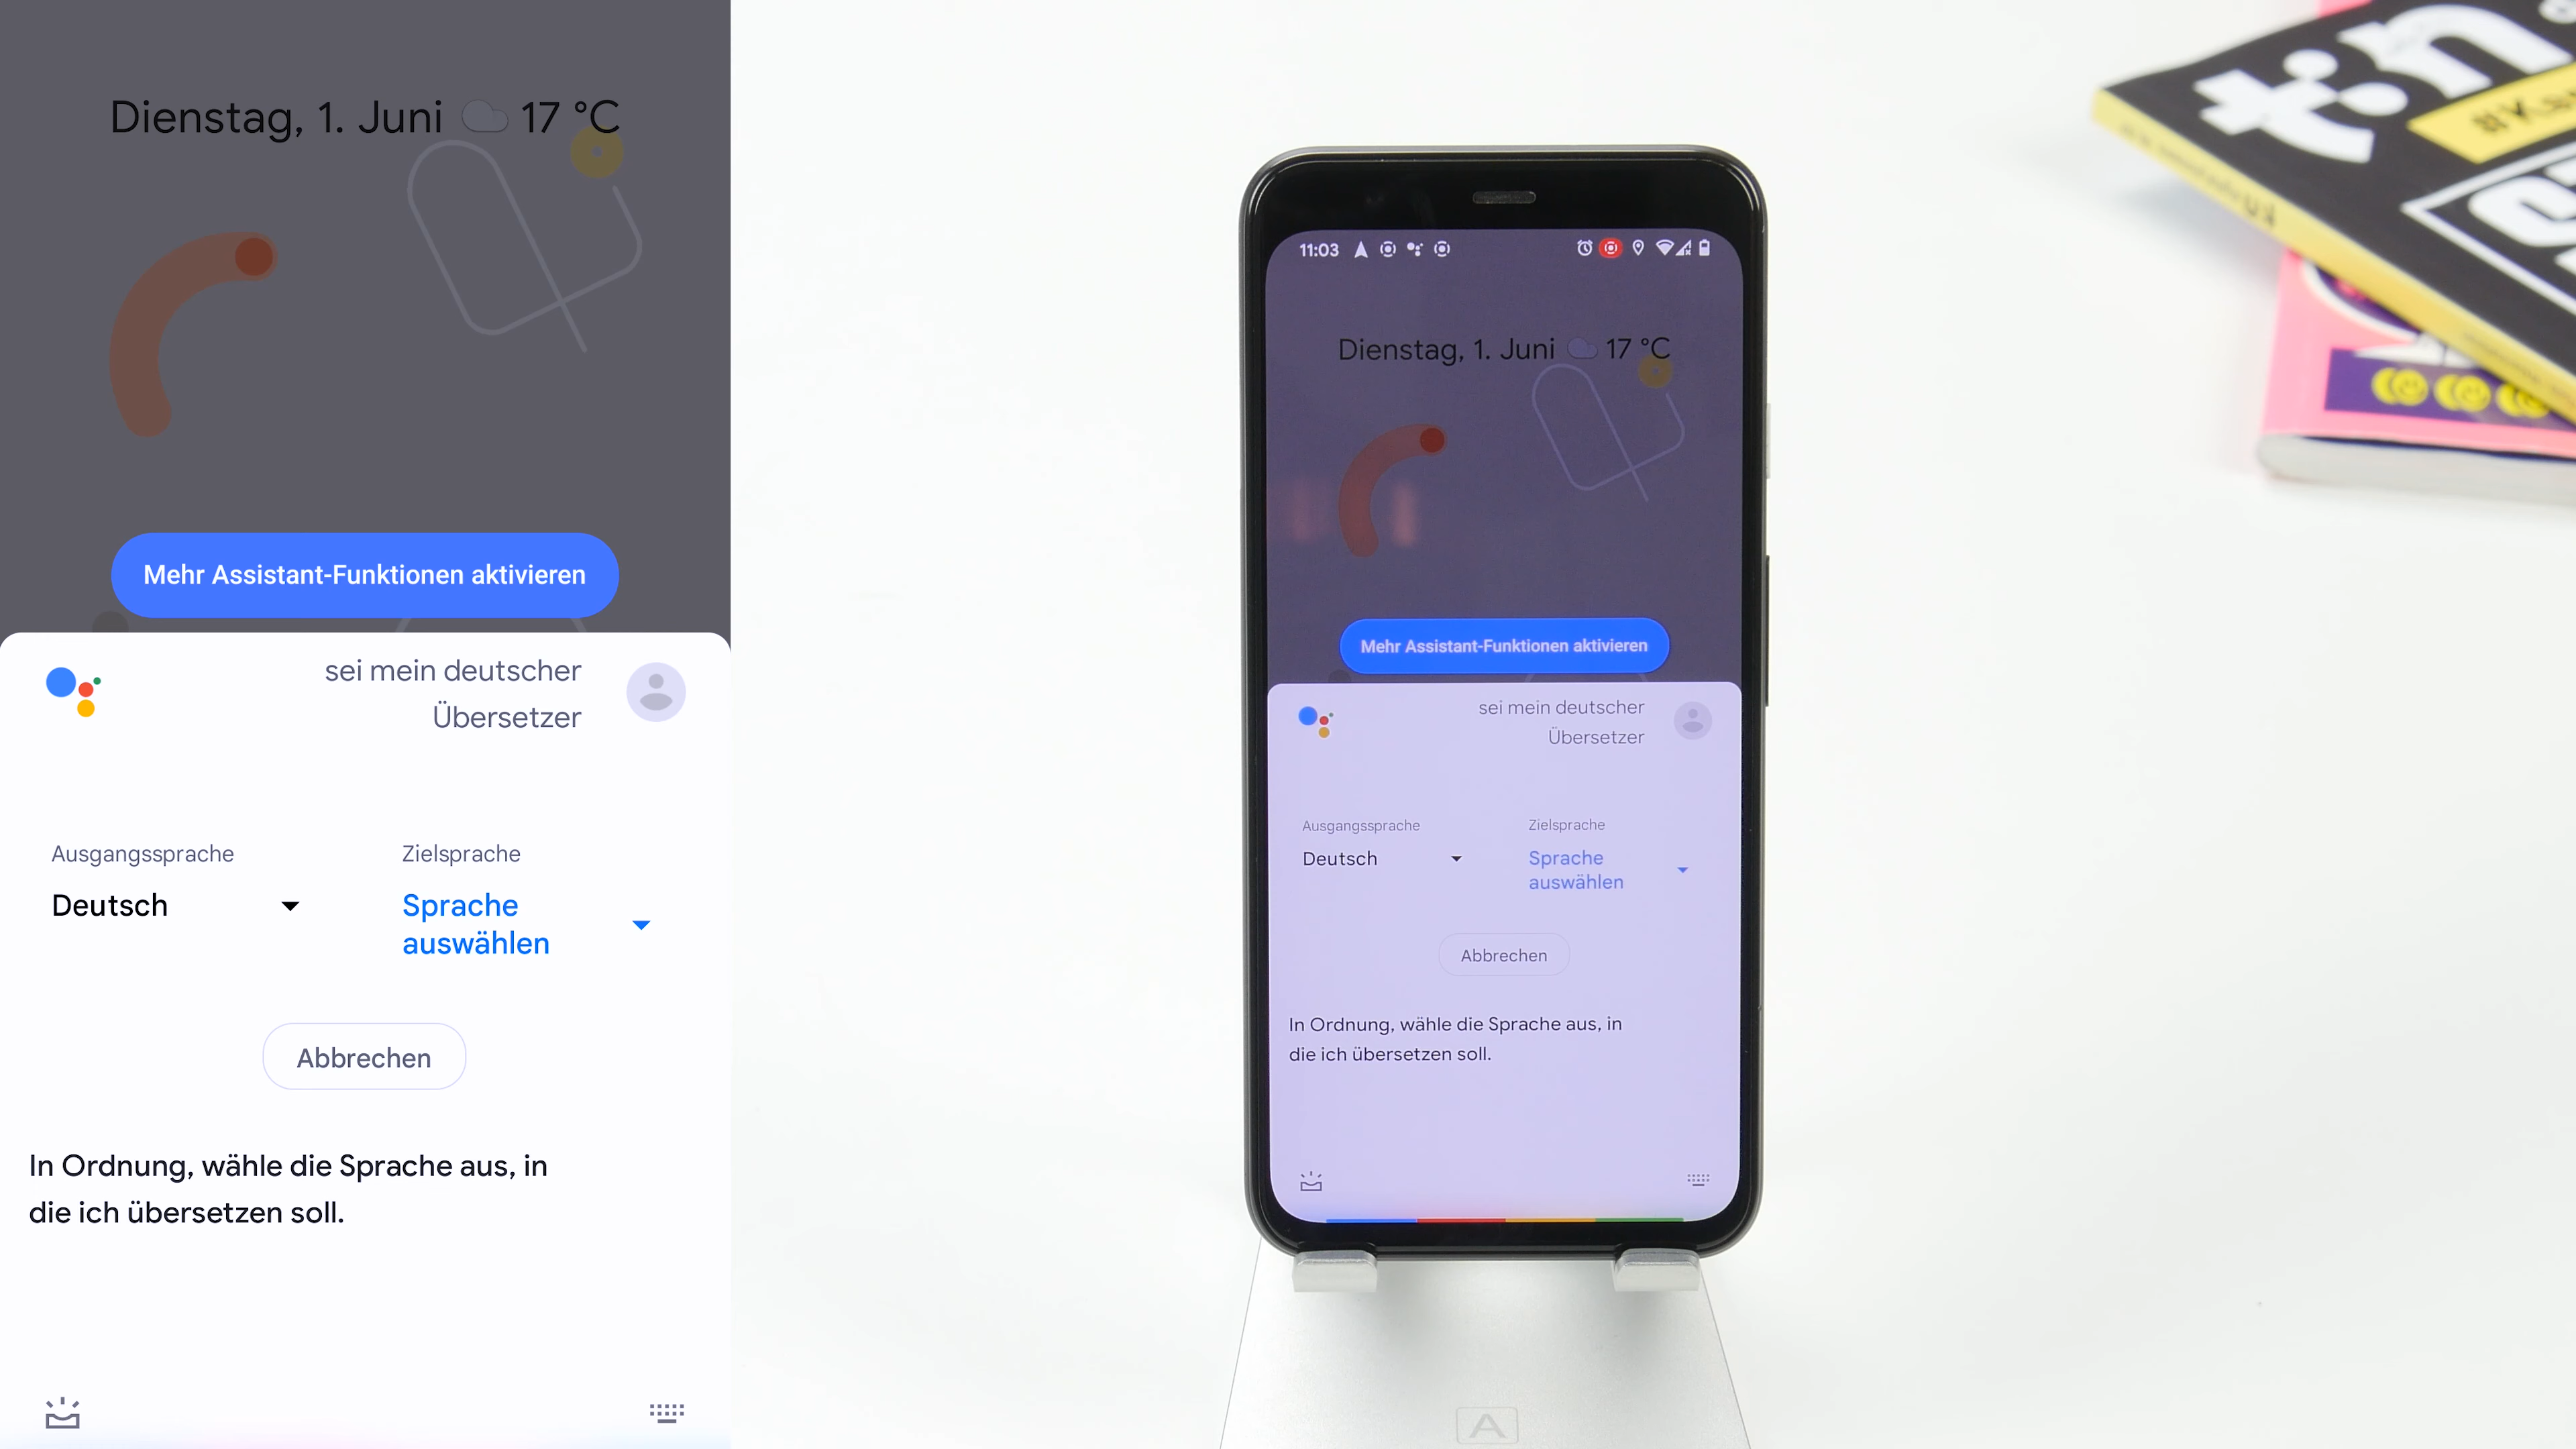 Dienstag, 1. Juni 17 °C
Mehr Assistant-Funktionen aktivieren
sei mein deutscher
Übersetzer
Ausgangssprache
Zielsprache
Deutsch
Sprache
auswählen
Abbrechen
In Ordnung, wähle die Sprache aus, in
die ich übersetzen soll.
11:03
Dienstag, 1. Juni 17 °C
Mehr Assistant-Funktionen aktivieren
sei mein deutscher
Übersetzer
Ausgangssprache
Zielsprache
Deutsch
Sprache
auswählen
Abbrechen
In Ordnung, wähle die Sprache aus, in
die ich übersetzen soll.
A
t3n